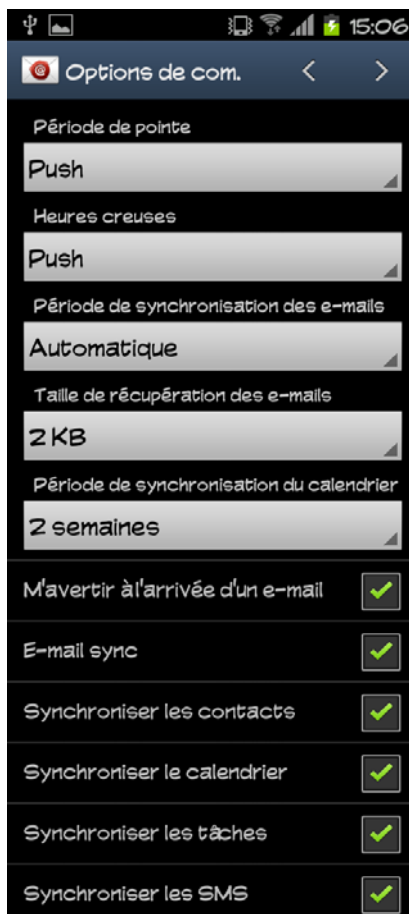 15:06
Options de com.
Période de pointe
Push
Heures creuses
Push
Période de synchronisation des e-mails
Automatique
Taille de récupération des e-mails
2 KB
Période de synchronisation du calendrier
2 semaines
M'avertir àl'arrivée d'un e-mail
E-mail sync
Synchroniser les contacts
Synchroniser le calendrier
Synchroniser les tâches
Synchroniser les SMS